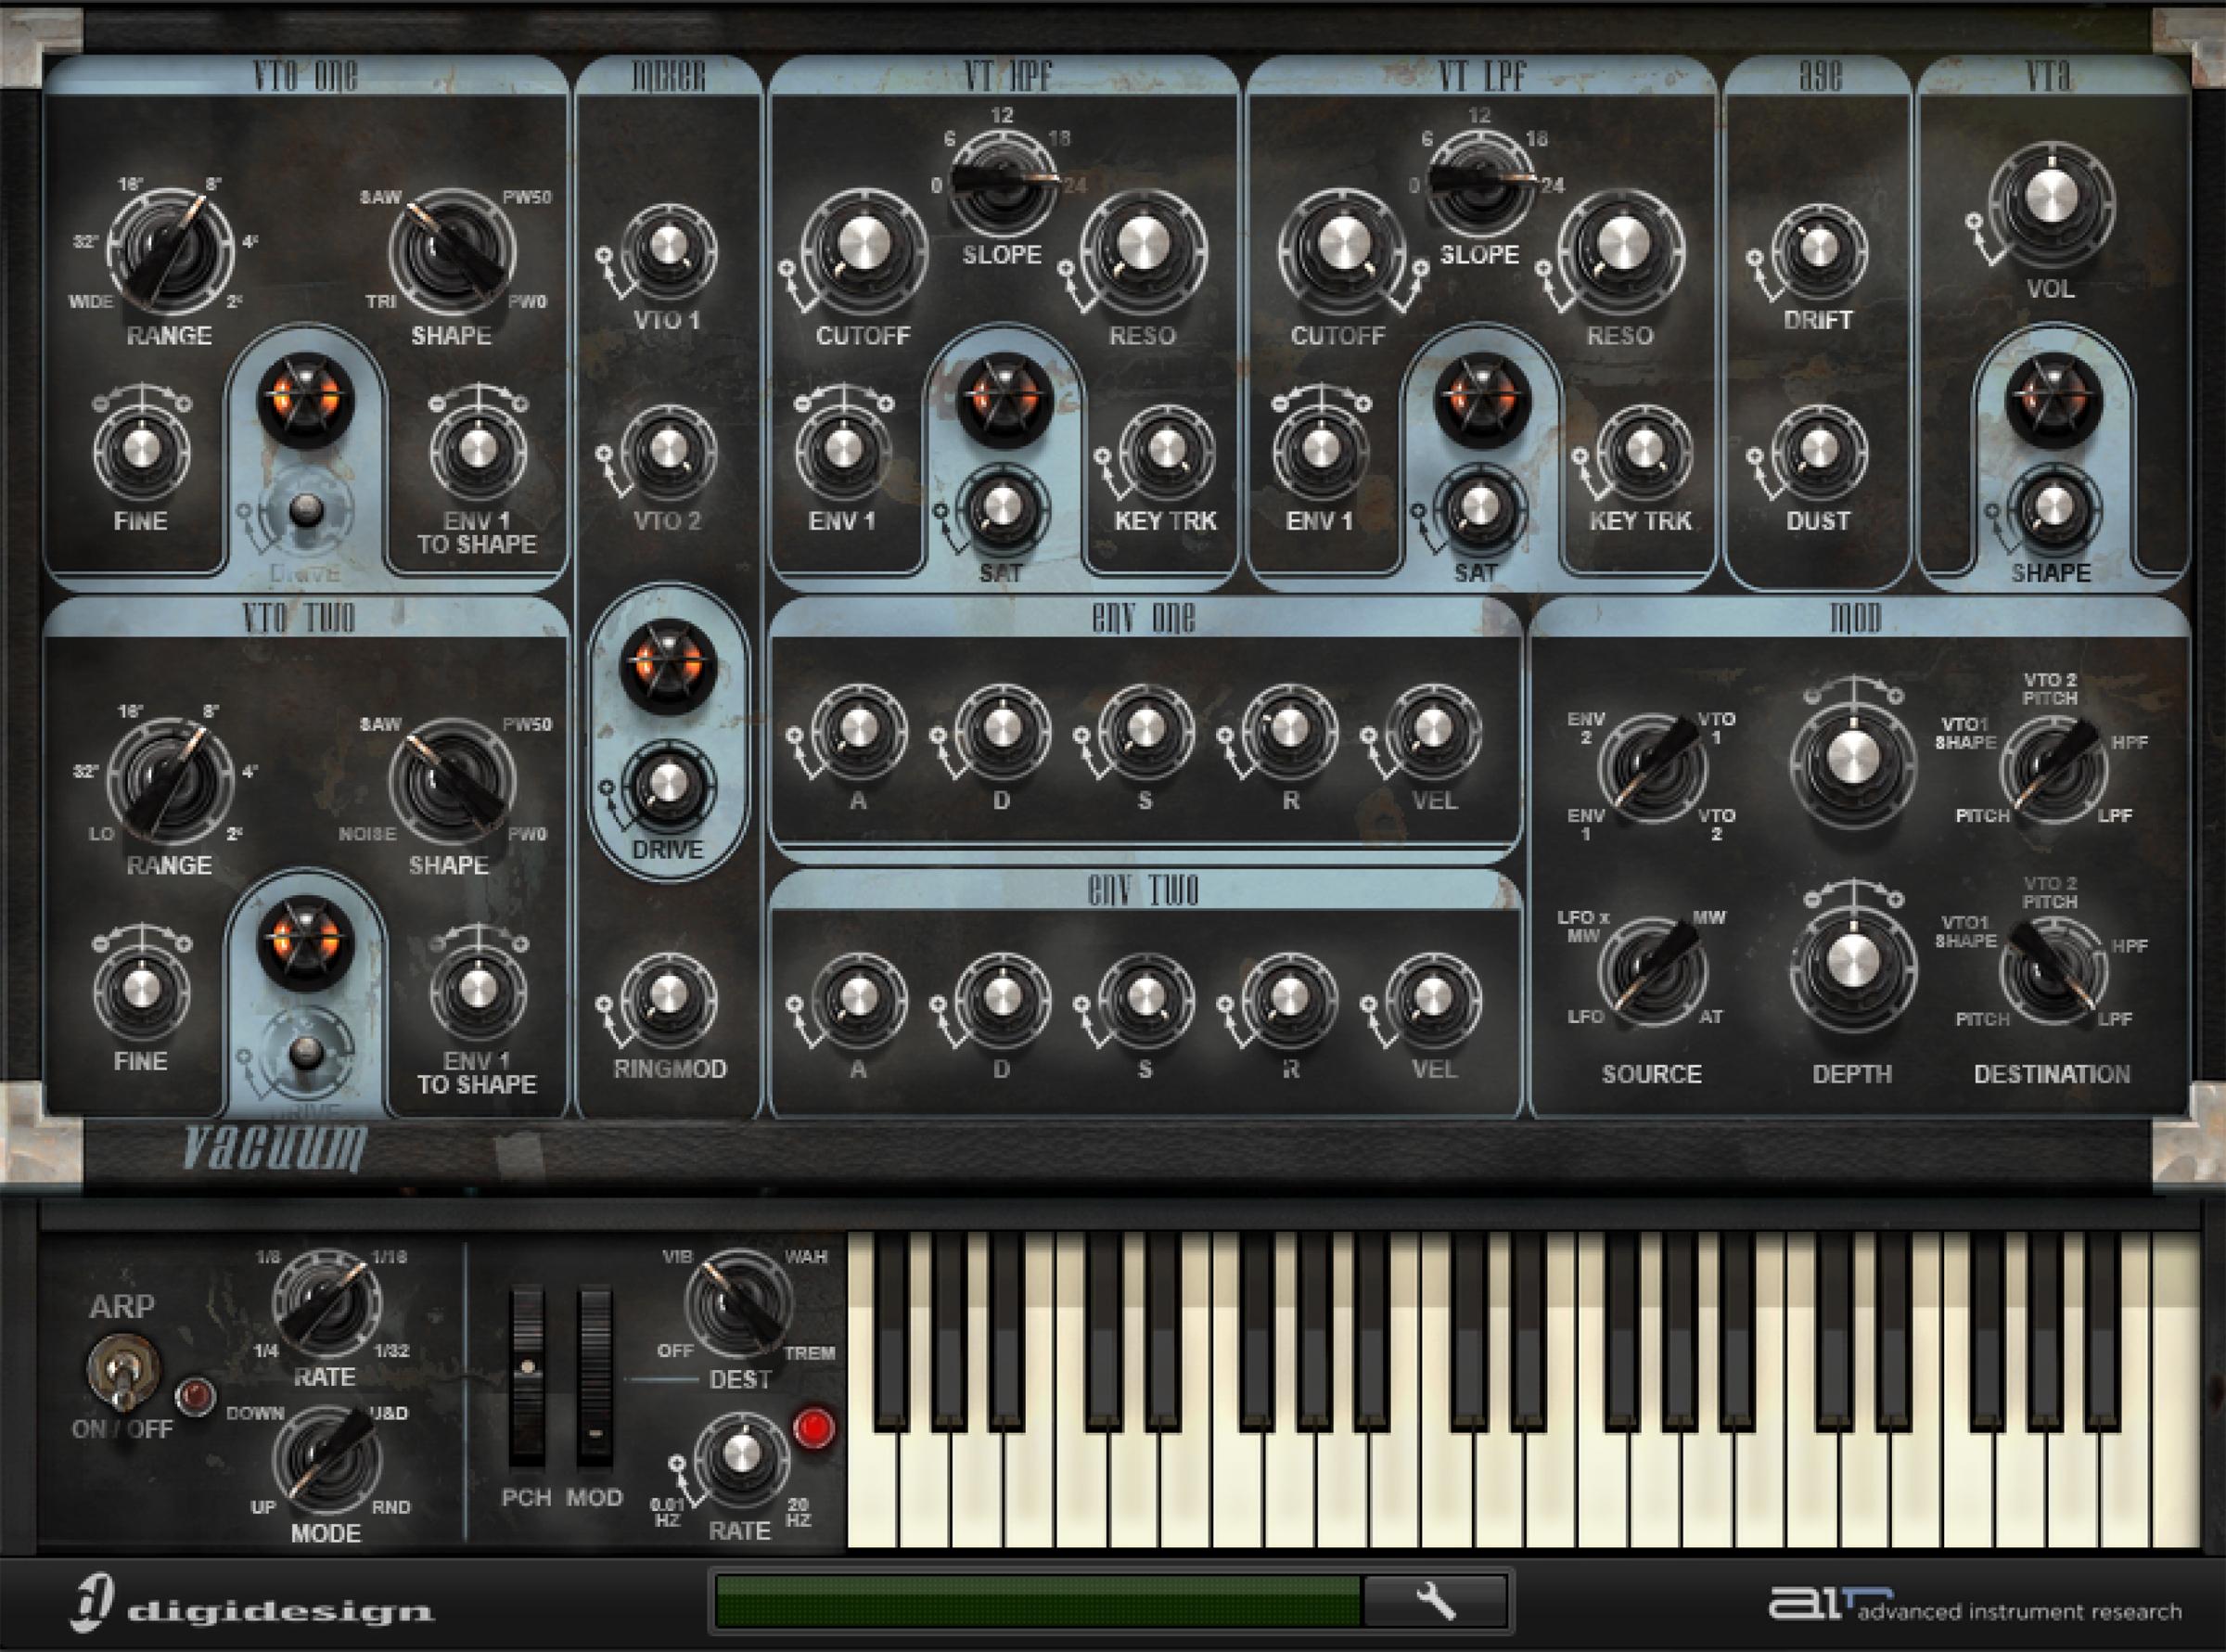 VTO ONE
MIXER
VT HPF
VT LPF
AGE
VTA
16' 8'
32' 4'
WIDE 2'
RANGE
SAW PW50
TRI PW0
SHAPE
FINE
DRIVE
ENV 1
TO SHAPE
VTO 1
VTO 2
DRIVE
RINGMOD
0 6 12 18 24
SLOPE
CUTOFF
RESO
ENV 1
SAT
KEY TRK
0 6 12 18 24
SLOPE
CUTOFF
RESO
ENV 1
SAT
KEY TRK
DRIFT
DUST
VOL
SHAPE
VTO TWO
16' 8'
32' 4'
LO 2'
RANGE
SAW PW50
NOISE PW0
SHAPE
FINE
DRIVE
ENV 1
TO SHAPE
ENV ONE
A D S R VEL
ENV TWO
A D S R VEL
MOD
ENV 2
VTO 1
ENV 1
VTO 2
VTO 2
PITCH
VTO1
SHAPE
HPF
PITCH
LPF
LFO x
MW
MW
LFO
AT
VTO 2
PITCH
VTO1
SHAPE
HPF
PITCH
LPF
SOURCE
DEPTH
DESTINATION
VACUUM
ARP
ON / OFF
1/8 1/16
1/4 1/32
RATE
DOWN U&D
UP RND
MODE
PCH MOD
VIB WAH
OFF TREM
DEST
0.01
HZ
20
HZ
RATE
digidesign
air advanced instrument research